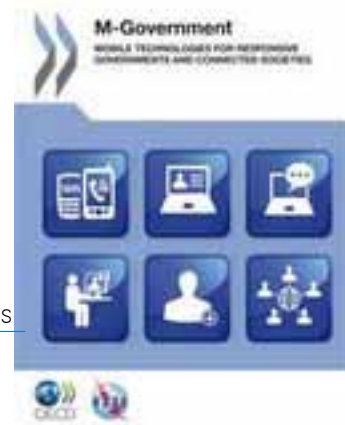 M-Government
MOBILE TECHNOLOGIES FOR RESPONSIVE
GOVERNMENTS AND CONNECTED SOCIETIES
s
OECD